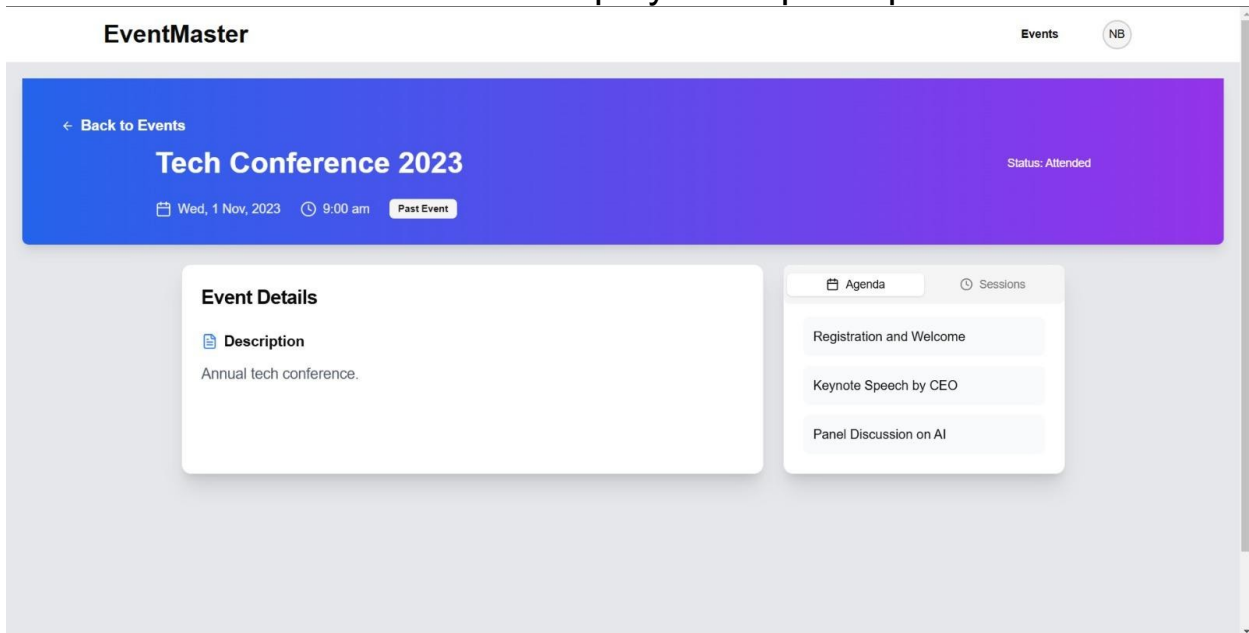 EventMaster
Events
NB
← Back to Events
Tech Conference 2023
Status: Attended
Wed, 1 Nov, 2023 9:00 am Past Event
Event Details
Description
Annual tech conference.
Agenda Sessions
Registration and Welcome
Keynote Speech by CEO
Panel Discussion on AI